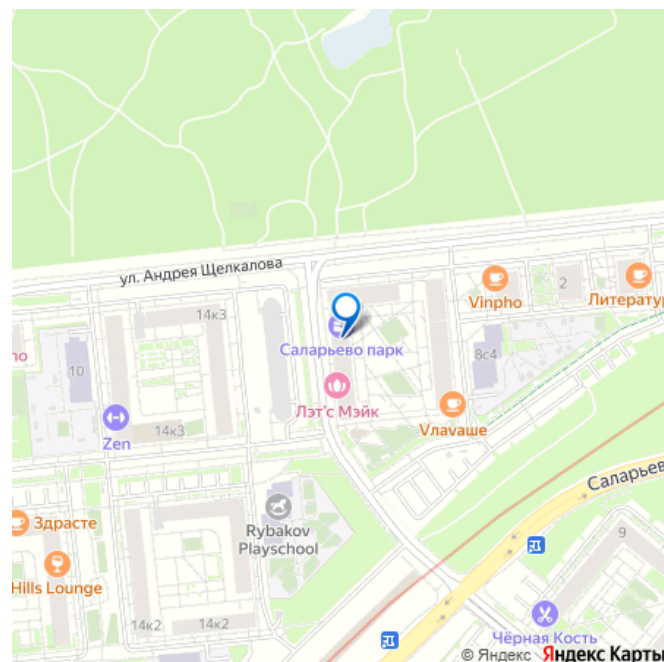 ул. Андрея Щелкалова
Vinpho
2
Литератур
14к3
Саларьево парк
8с4
10
Лэт'с Мэйк
Vлаваше
14к3
Zen
Саларьев
Здрасте
Rybakov
Playschool
9
Hills Lounge
14к2
14к2
Чёрная Кость
© Яндекс Яндекс Карты